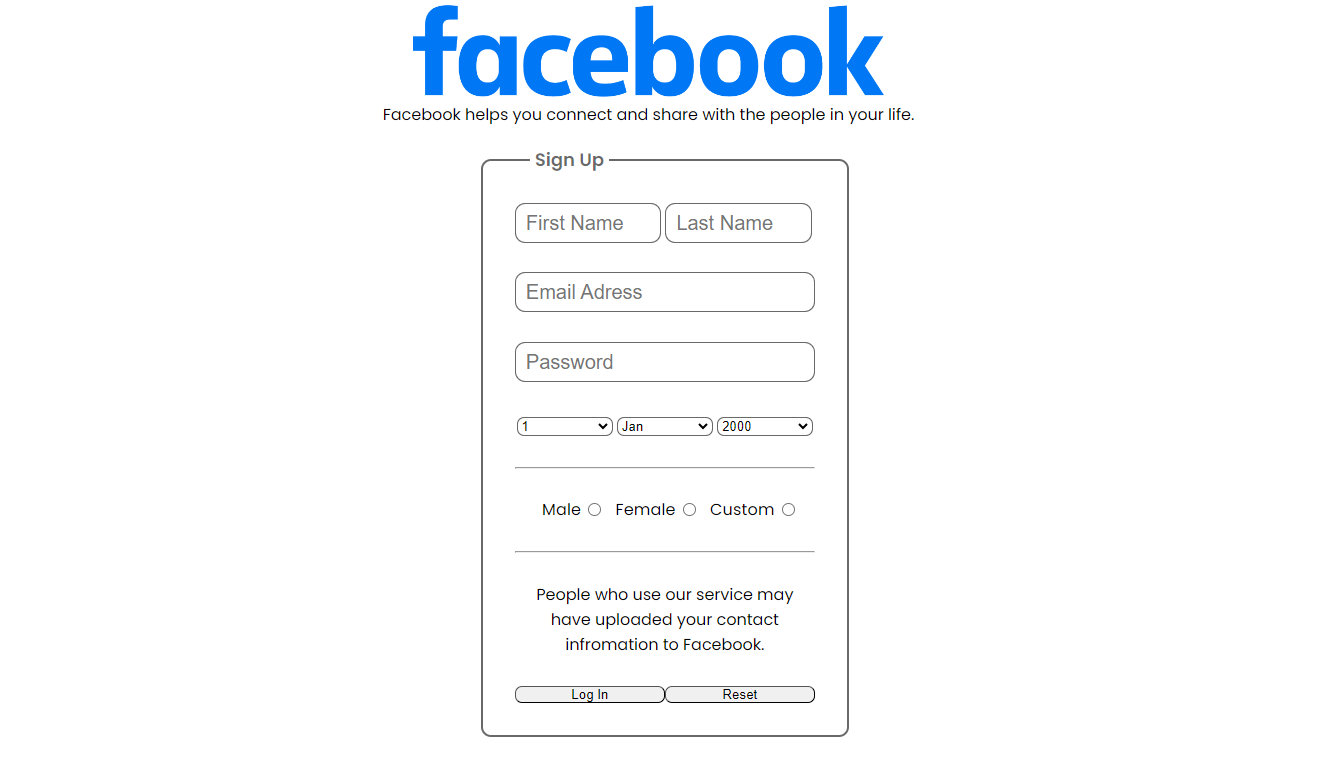 facebook
Facebook helps you connect and share with the people in your life.
Sign Up
First Name Last Name
Email Adress
Password
1 Jan 2000
Male Female Custom
People who use our service may
have uploaded your contact
infromation to Facebook.
Log In Reset